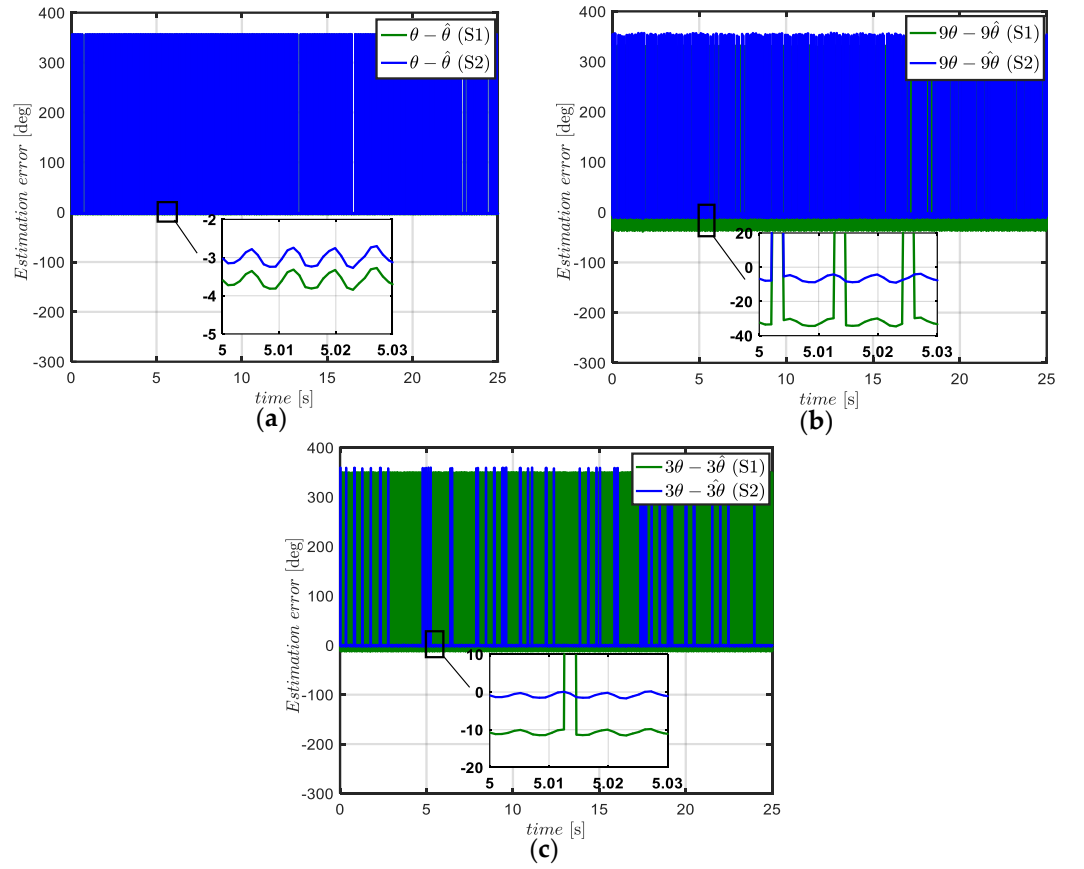 400
300
200
100
0
-100
-200
-300
Estimation error [deg]
θ − θ̂ (S1)
θ − θ̂ (S2)
-2
-3
-4
-5
5 5.01 5.02 5.03
0 5 10 15 20 25
time [s]
(a)
400
300
200
100
0
-100
-200
-300
Estimation error [deg]
9θ − 9θ̂ (S1)
9θ − 9θ̂ (S2)
20
0
-20
-40
5 5.01 5.02 5.03
0 5 10 15 20 25
time [s]
(b)
400
300
200
100
0
-100
-200
-300
Estimation error [deg]
3θ − 3θ̂ (S1)
3θ − 3θ̂ (S2)
10
0
-10
-20
5 5.01 5.02 5.03
0 5 10 15 20 25
time [s]
(c)